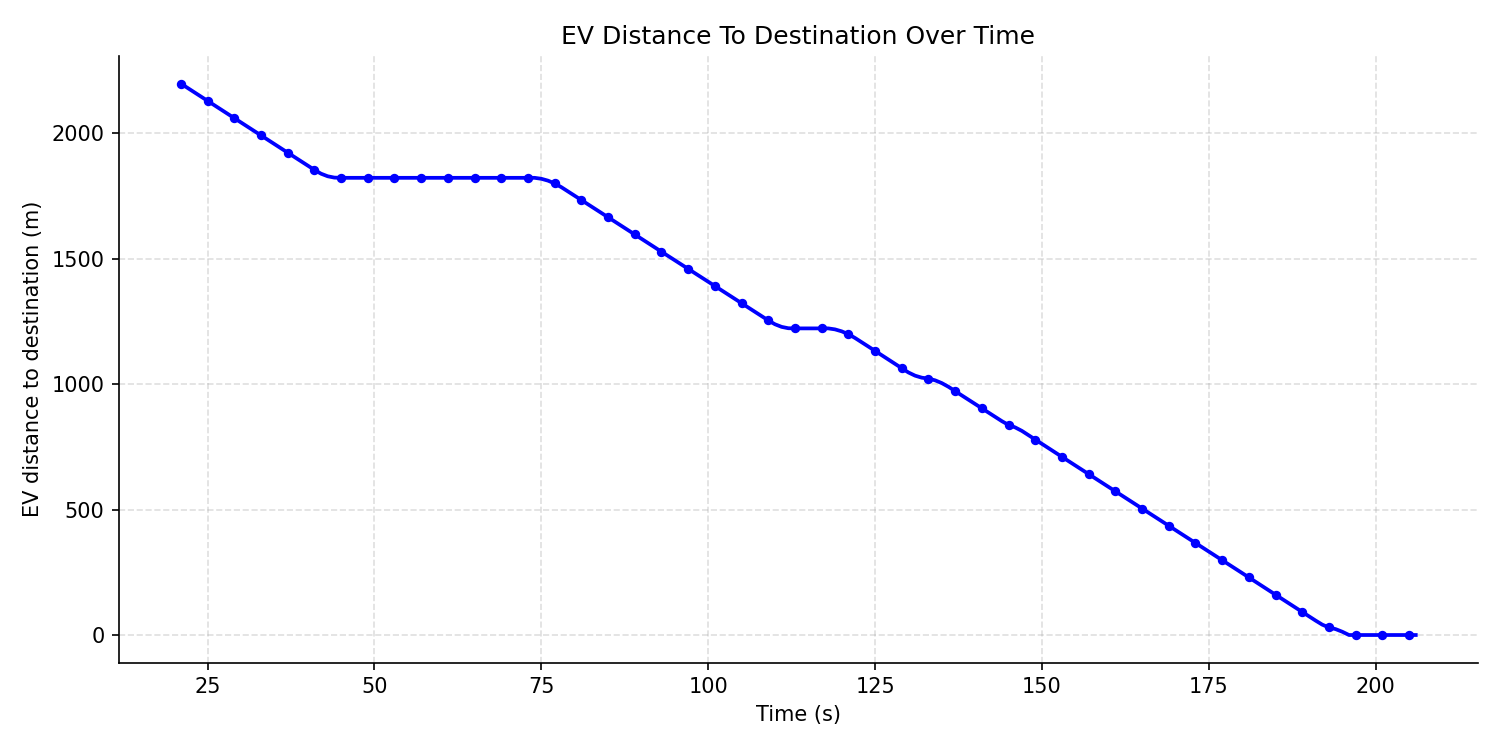 EV Distance To Destination Over Time
EV distance to destination (m)
2000
1500
1000
500
0
25 50 75 100 125 150 175 200
Time (s)